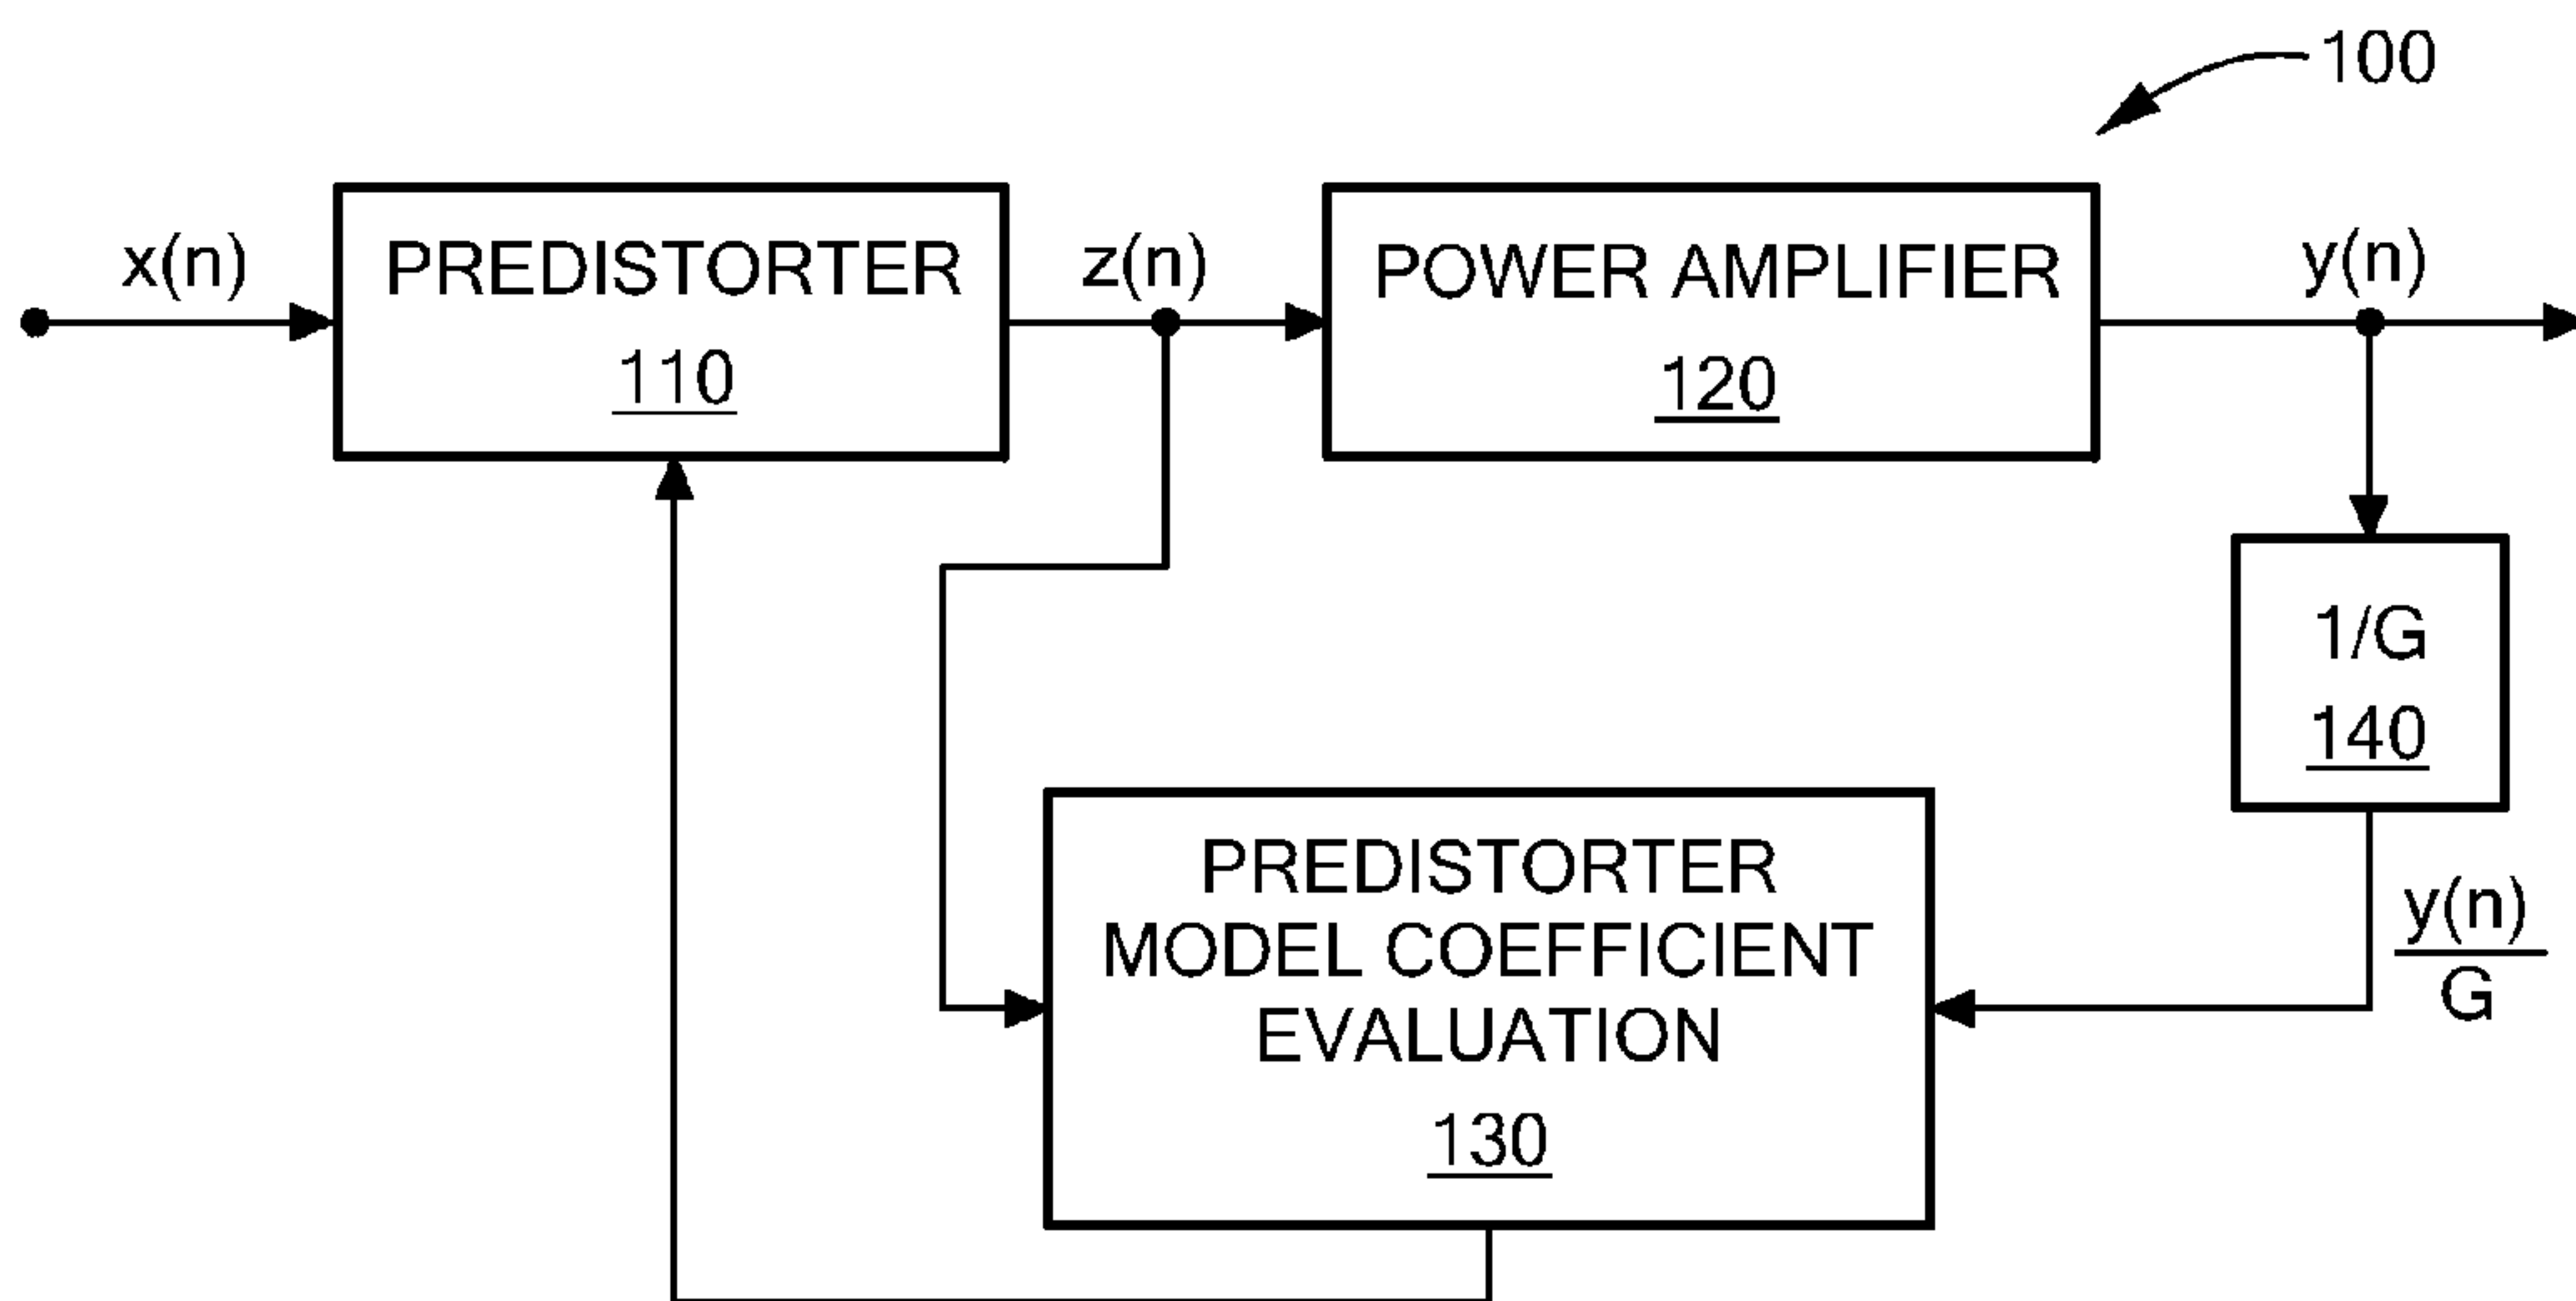 100
x(n)
PREDISTORTER
110
z(n)
POWER AMPLIFIER
120
y(n)
1/G
140
PREDISTORTER
MODEL COEFFICIENT
EVALUATION
130
y(n)
G